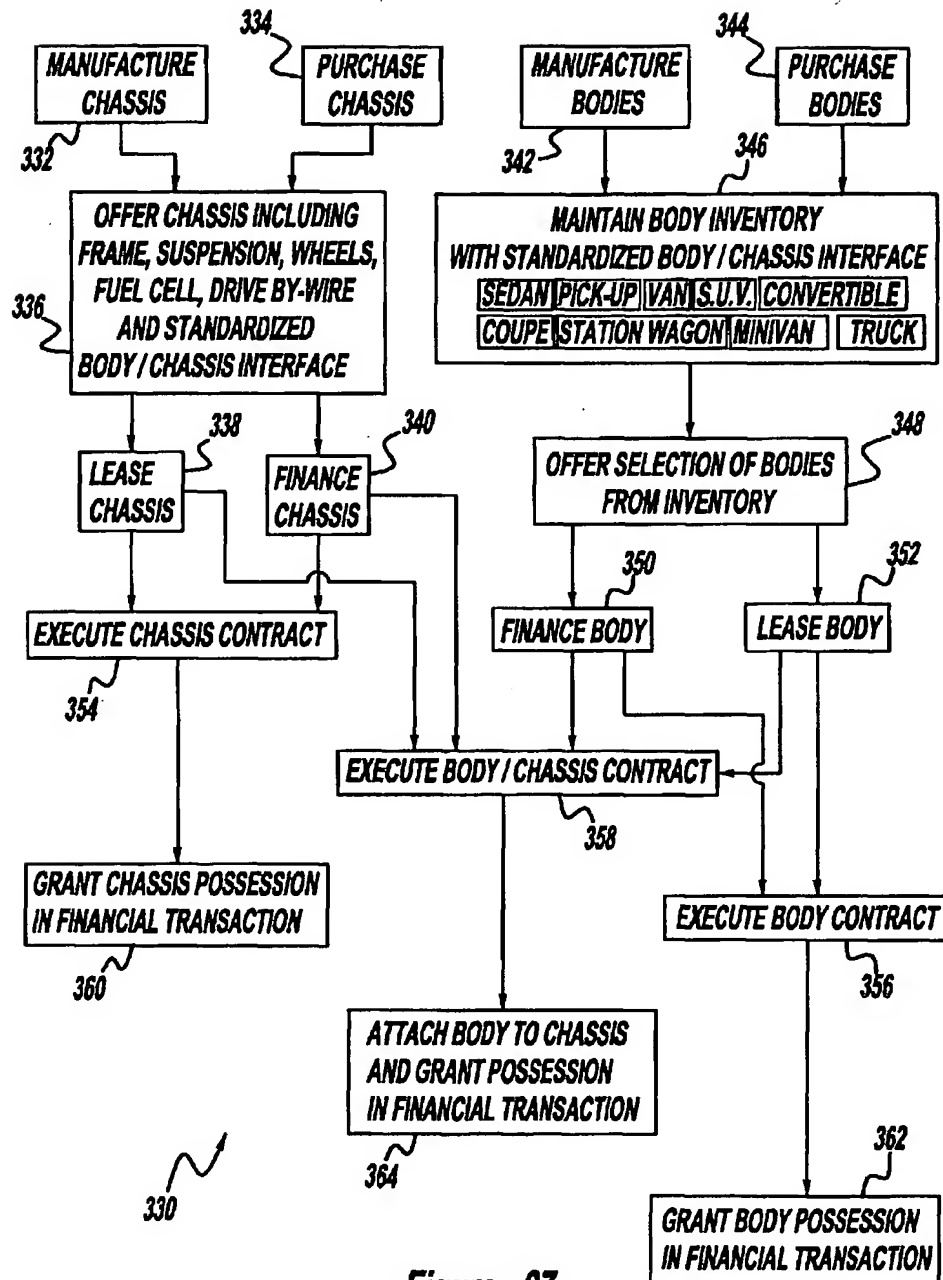 334
344
MANUFACTURE
CHASSIS
PURCHASE
CHASSIS
MANUFACTURE
BODIES
PURCHASE
BODIES
332
342
346
OFFER CHASSIS INCLUDING
FRAME, SUSPENSION, WHEELS,
FUEL CELL, DRIVE BY-WIRE
AND STANDARDIZED
BODY / CHASSIS INTERFACE
336
MAINTAIN BODY INVENTORY
WITH STANDARDIZED BODY / CHASSIS INTERFACE
SEDAN PICK-UP VAN S.U.V. CONVERTIBLE
COUPE STATION WAGON MINIVAN TRUCK
338
340
348
LEASE
CHASSIS
FINANCE
CHASSIS
OFFER SELECTION OF BODIES
FROM INVENTORY
350
352
EXECUTE CHASSIS CONTRACT
FINANCE BODY
LEASE BODY
354
EXECUTE BODY / CHASSIS CONTRACT
358
GRANT CHASSIS POSSESSION
IN FINANCIAL TRANSACTION
360
EXECUTE BODY CONTRACT
356
ATTACH BODY TO CHASSIS
AND GRANT POSSESSION
IN FINANCIAL TRANSACTION
364
330
362
GRANT BODY POSSESSION
IN FINANCIAL TRANSACTION